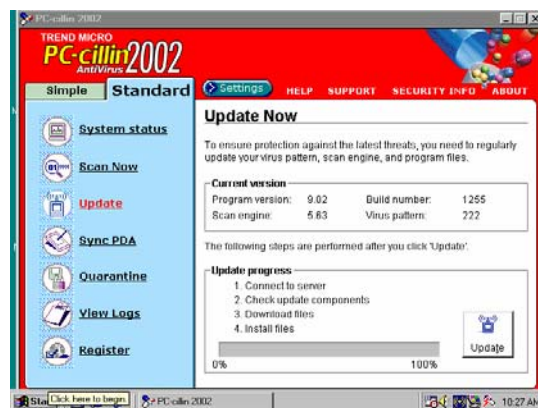 PC-cillin 2002
TREND MICRO
PC-cillin 2002
AntiVirus
Simple
Standard
Settings
HELP
SUPPORT
SECURITY INFO
ABOUT
System status
Scan Now
Update
Sync PDA
Quarantine
View Logs
Register
Update Now
To ensure protection against the latest threats, you need to regularly
update your virus pattern, scan engine, and program files.
Current version
Program version: 9.02 Build number: 1255
Scan engine: 5.63 Virus pattern: 222
The following steps are performed after you click 'Update'.
Update progress
1. Connect to server
2. Check update components
3. Download files
4. Install files
0% 100%
Update
Click here to begin.
PC-cillin 2002
10:27 AM